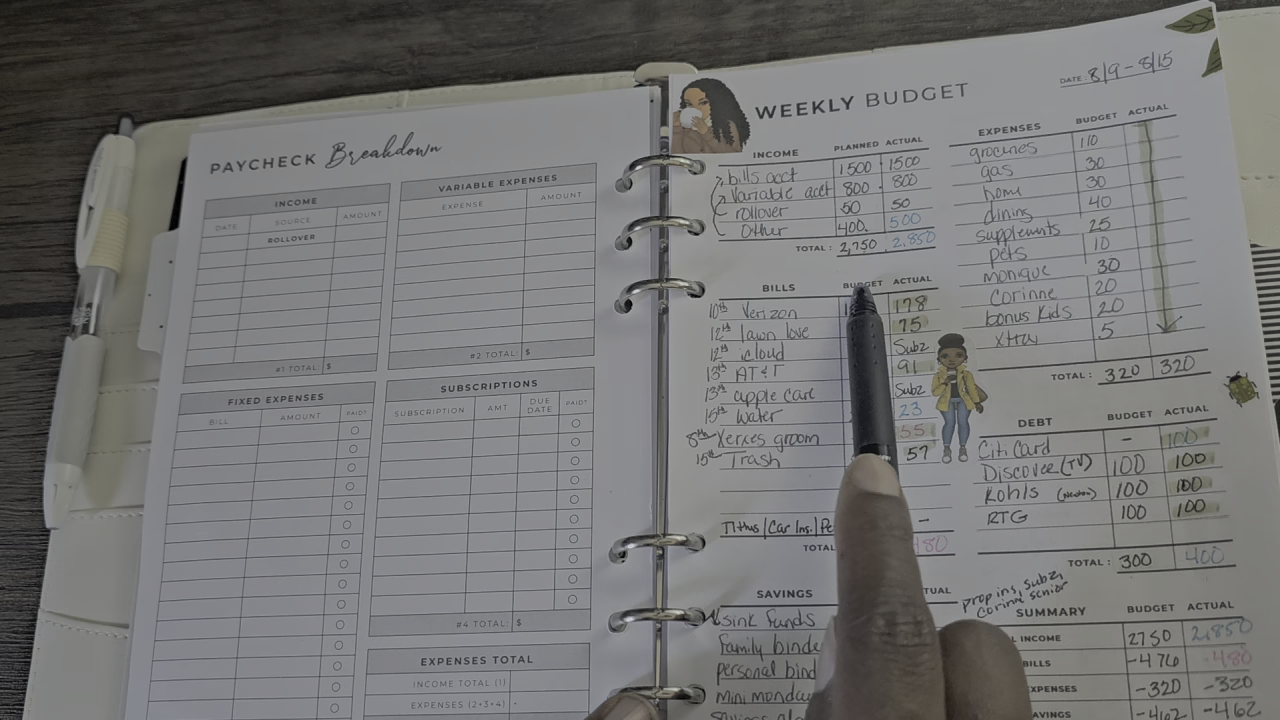 PAYCHECK Breakdown
INCOME
DATE SOURCE AMOUNT
ROLLOVER
#1 TOTAL: $
VARIABLE EXPENSES
EXPENSE AMOUNT
#2 TOTAL: $
FIXED EXPENSES
BILL AMOUNT PAID?
SUBSCRIPTIONS
SUBSCRIPTION AMT DUE DATE PAID?
#4 TOTAL: $
EXPENSES TOTAL
INCOME TOTAL (1)
EXPENSES (2+3+4) -
WEEKLY BUDGET
DATE: 8/9 - 8/15
INCOME PLANNED ACTUAL
bills acct 1500 1500
Variable acct 800 800
rollover 50 50
Other 400. 500
TOTAL: 2,750 2,850
BILLS BUDGET ACTUAL
10th Verizon 178
12th lawn love 75
12th icloud Subz
13th AT&T 91
13th apple care Subz
15th Water 23
8th Xerxes groom 55
15th Trash 57
Tithes/Car Ins./Pe -
480
SAVINGS
sink funds
Family binde
personal bind
mini monday
EXPENSES BUDGET ACTUAL
groceries 110
gas 30
home 30
dining 40
supplements 25
pets 10
monique 30
corinne 20
bonus kids 20
xtra 5
TOTAL: 320 320
DEBT BUDGET ACTUAL
Citi Card - 100
Discover (TV) 100 100
Kohls 100 100
RTG 100 100
TOTAL: 300 400
prop ins, subz,
corinne senior
SUMMARY BUDGET ACTUAL
INCOME 2750 2,850
BILLS -476 -480
EXPENSES -320 -320
SAVINGS -462 -462